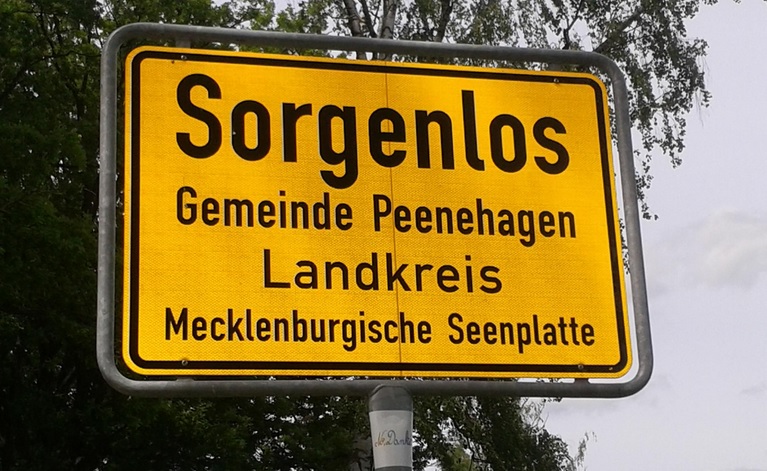 Sorgenlos
Gemeinde Peenehagen
Landkreis
Mecklenburgische Seenplatte